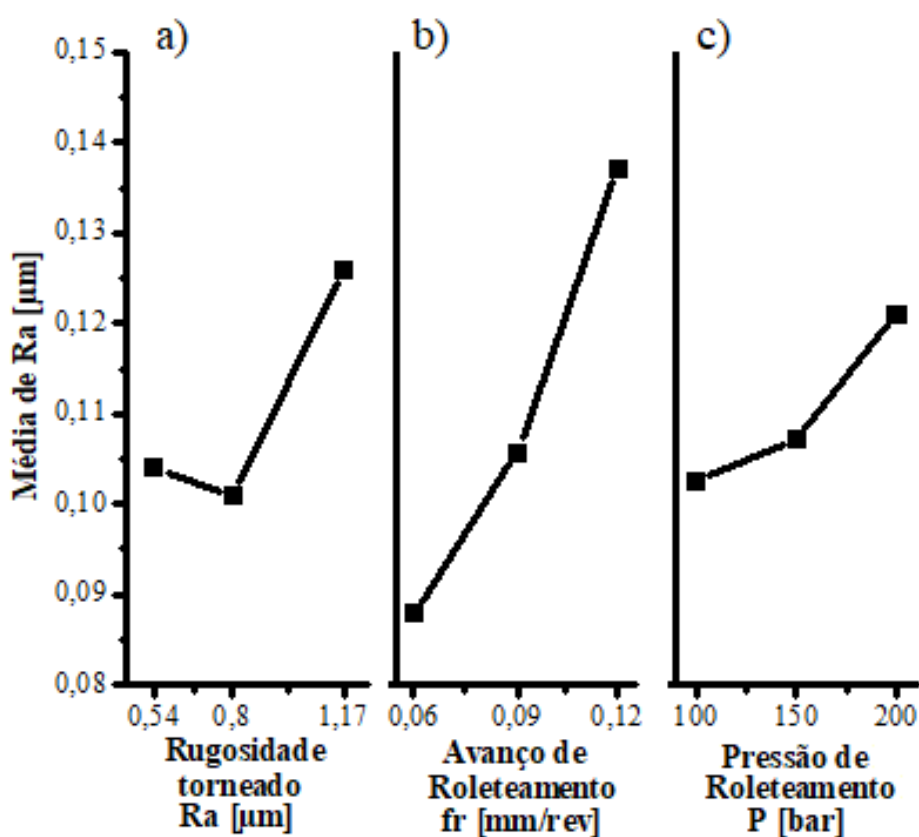 a)
b)
c)
Média de Ra [µm]
0,15
0,14
0,13
0,12
0,11
0,10
0,09
0,08
0,54 0,8 1,17
Rugosidade
torneado
Ra [µm]
0,06 0,09 0,12
Avanço de
Roleteamento
fr [mm/rev]
100 150 200
Pressão de
Roleteamento
P [bar]